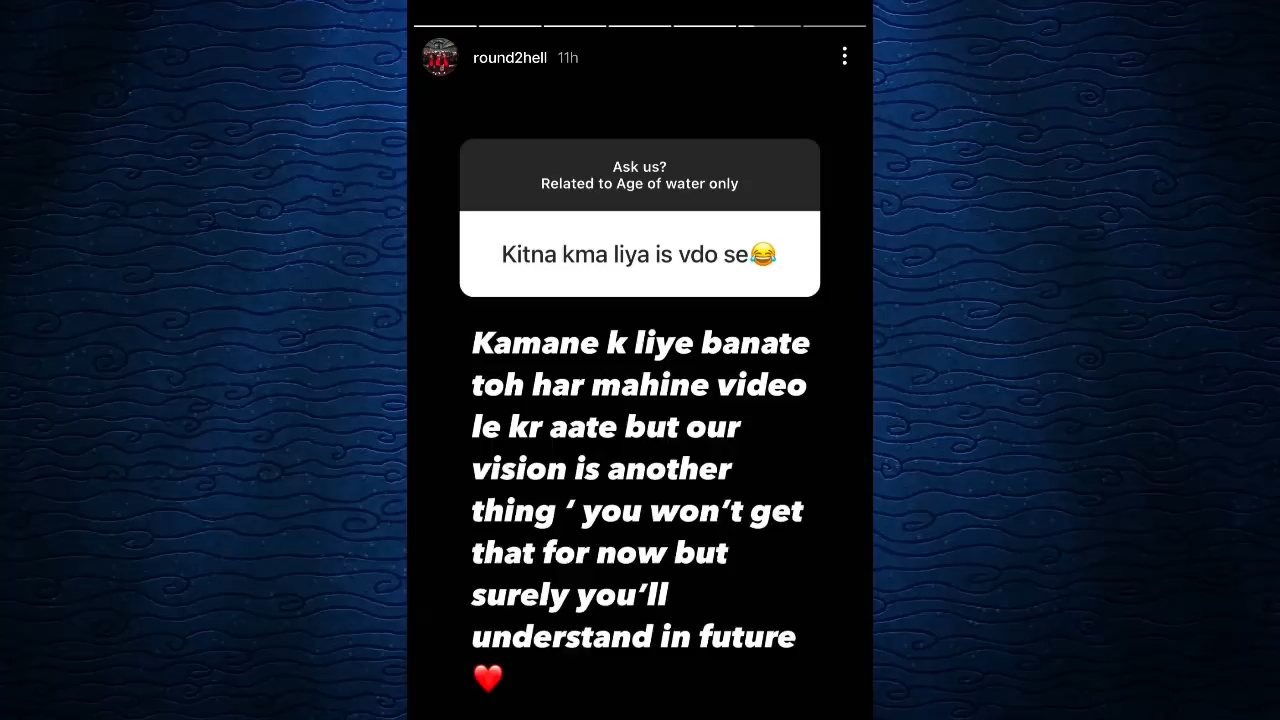 round2hell 11h
Ask us?
Related to Age of water only
Kitna kma liya is vdo se😂
Kamane k liye banate
toh har mahine video
le kr aate but our
vision is another
thing ‘ you won’t get
that for now but
surely you’ll
understand in future
❤️